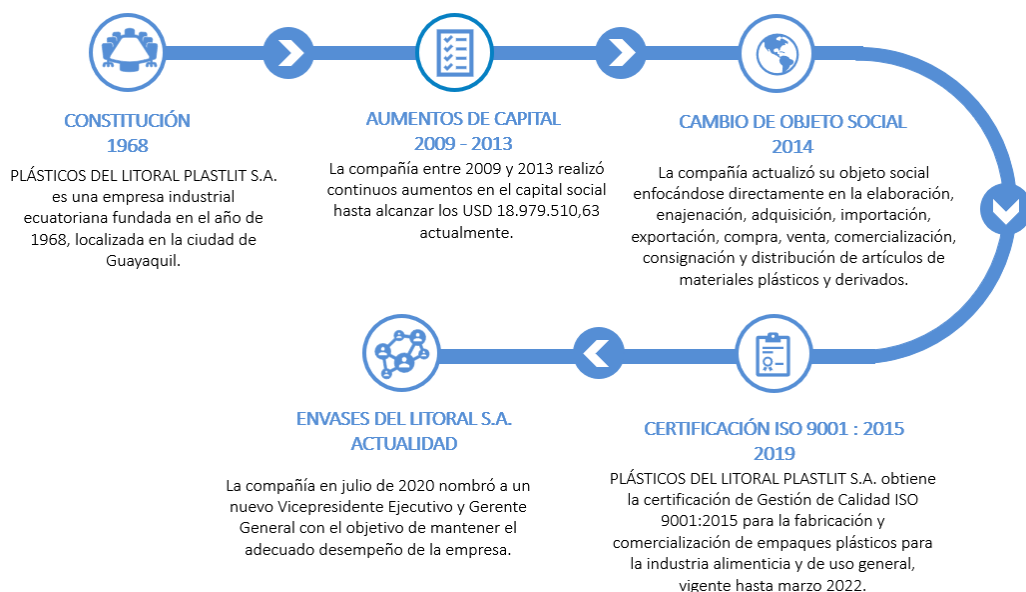 CONSTITUCIÓN
1968
PLÁSTICOS DEL LITORAL PLASTLIT S.A.
es una empresa industrial
ecuatoriana fundada en el año de
1968, localizada en la ciudad de
Guayaquil.
AUMENTOS DE CAPITAL
2009 - 2013
La compañía entre 2009 y 2013 realizó
continuos aumentos en el capital social
hasta alcanzar los USD 18.979.510,63
actualmente.
CAMBIO DE OBJETO SOCIAL
2014
La compañía actualizó su objeto social
enfocándose directamente en la elaboración,
enajenación, adquisición, importación,
exportación, compra, venta, comercialización,
consignación y distribución de artículos de
materiales plásticos y derivados.
CERTIFICACIÓN ISO 9001 : 2015
2019
PLÁSTICOS DEL LITORAL PLASTLIT S.A. obtiene
la certificación de Gestión de Calidad ISO
9001:2015 para la fabricación y
comercialización de empaques plásticos para
la industria alimenticia y de uso general,
vigente hasta marzo 2022.
ENVASES DEL LITORAL S.A.
ACTUALIDAD
La compañía en julio de 2020 nombró a un
nuevo Vicepresidente Ejecutivo y Gerente
General con el objetivo de mantener el
adecuado desempeño de la empresa.